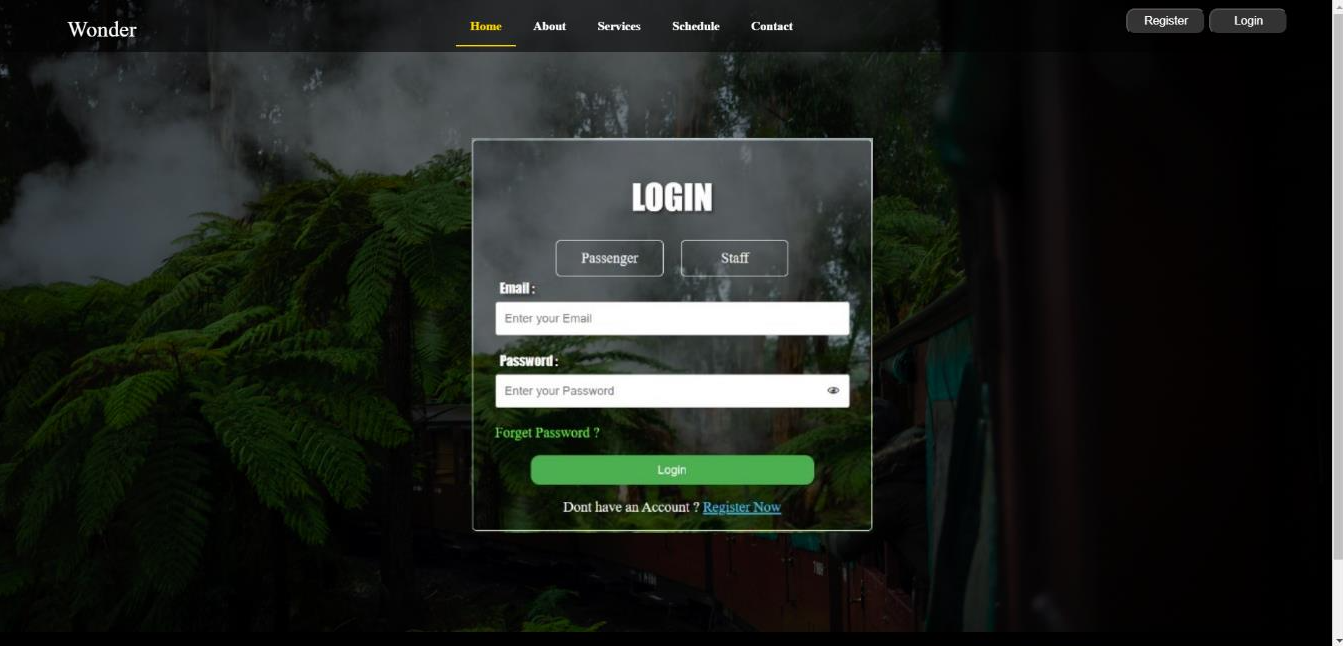 Wonder
Home About Services Schedule Contact
Register Login
LOGIN
Passenger Staff
Email :
Enter your Email
Password :
Enter your Password
Forget Password ?
Login
Dont have an Account ? Register Now